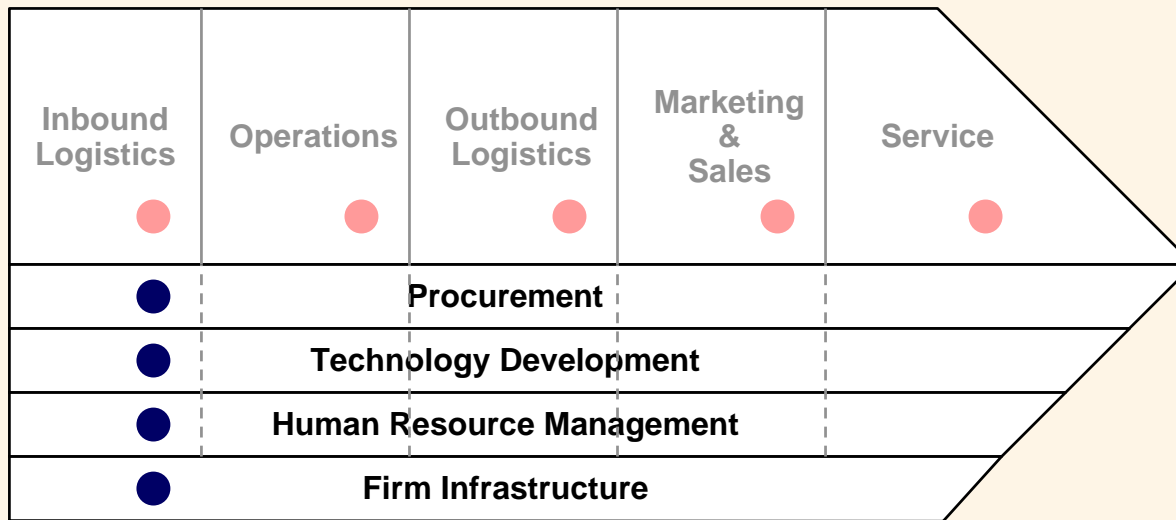 Inbound
Logistics
Operations
Outbound
Logistics
Marketing
&
Sales
Service
Procurement
Technology Development
Human Resource Management
Firm Infrastructure